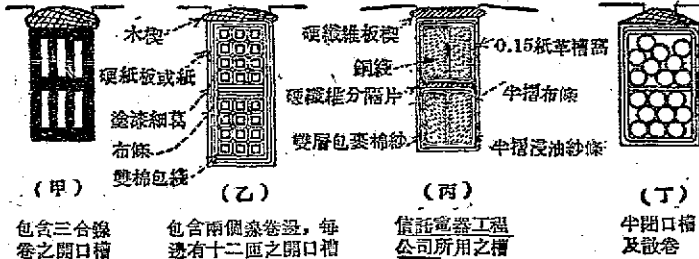 木楔
硬紙板或紙
塗漆細葛
布條
雙棉包綫
硬纖維板楔
銅綫
硬纖維分隔片
雙層包裹棉紗
0.15紙革槽窩
半摺布條
半摺浸油紗條
(甲)
(乙)
(丙)
(丁)
包含三合線
卷之開口槽
包含兩個線卷邊,每
邊有十二匝之開口槽
信託電器工程
公司所用之槽
半閉口槽
及散卷